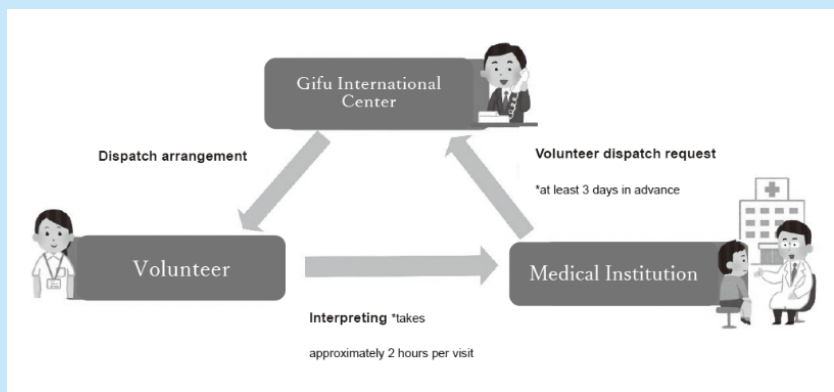 Gifu International
Center
Dispatch arrangement
Volunteer dispatch request
*at least 3 days in advance
Volunteer
Medical Institution
Interpreting *takes
approximately 2 hours per visit